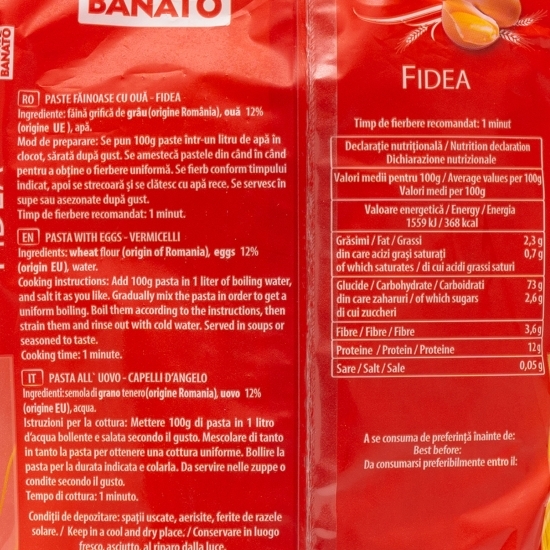 BANATO
BANATO
RO PASTE FĂINOASE CU OUĂ - FIDEA -
Ingrediente: făină grifică de grâu (origine România), ouă 12%
(origine UE ), apă.
Mod de preparare: Se pun 100g paste într-un litru de apă în
clocot, sărată după gust. Se amestecă pastele din când în când
pentru a obține o fierbere uniformă. Se fierb conform timpului
indicat, apoi se strecoară și se clătesc cu apă rece. Se servesc în
supe sau asezonate după gust.
Timp de fierbere recomandat: 1 minut.
EN PASTA WITH EGGS - VERMICELLI
Ingredients: wheat flour (origin of Romania), eggs 12%
(origin EU), water.
Cooking instructions: Add 100g pasta in 1 liter of boiling water,
and salt it as you like. Gradually mix the pasta in order to get a
uniform boiling. Boil them according to the instructions, then
strain them and rinse out with cold water. Served in soups or
seasoned to taste.
Cooking time: 1 minute.
IT PASTA ALL` UOVO - CAPELLI D'ANGELO
Ingredienti: semola di grano tenero (origine Romania), uovo 12%
(origine EU), acqua.
Istruzioni per la cottura: Mettere 100g di pasta in 1 litro
d'acqua bollente e salata secondo il gusto. Mescolare di tanto
in tanto la pasta per ottenere una cottura uniforme. Bollire la
pasta per la durata indicata e colarla. Da servire nelle zuppe o
condite secondo il gusto.
Tempo di cottura: 1 minuto.
Condiții de depozitare: spații uscate, aerisite, ferite de razele
solare. / Keep in a cool and dry place. / Conservare in luogo
fresco, asciutto, al riparo dalla luce.
FIDEA
Timp de fierbere recomandat: 1 minut
Declarație nutrițională / Nutrition declaration
Dichiarazione nutrizionale
Valori medii pentru 100g / Average values per 100g
Valori medi per 100g
Valoare energetică / Energy / Energia
1559 kJ / 368 kcal
Grăsimi / Fat / Grassi 2,3 g
din care acizi grași saturați 0,7 g
of which saturates / di cui acidi grassi saturi
Glucide / Carbohydrate / Carboidrati 73 g
din care zaharuri / of which sugars 2,6 g
di cui zuccheri
Fibre / Fibre / Fibre 3,6 g
Proteine / Protein / Proteine 12 g
Sare / Salt / Sale 0,05 g
A se consuma de preferință înainte de:
Best before:
Da consumarsi preferibilmente entro il: